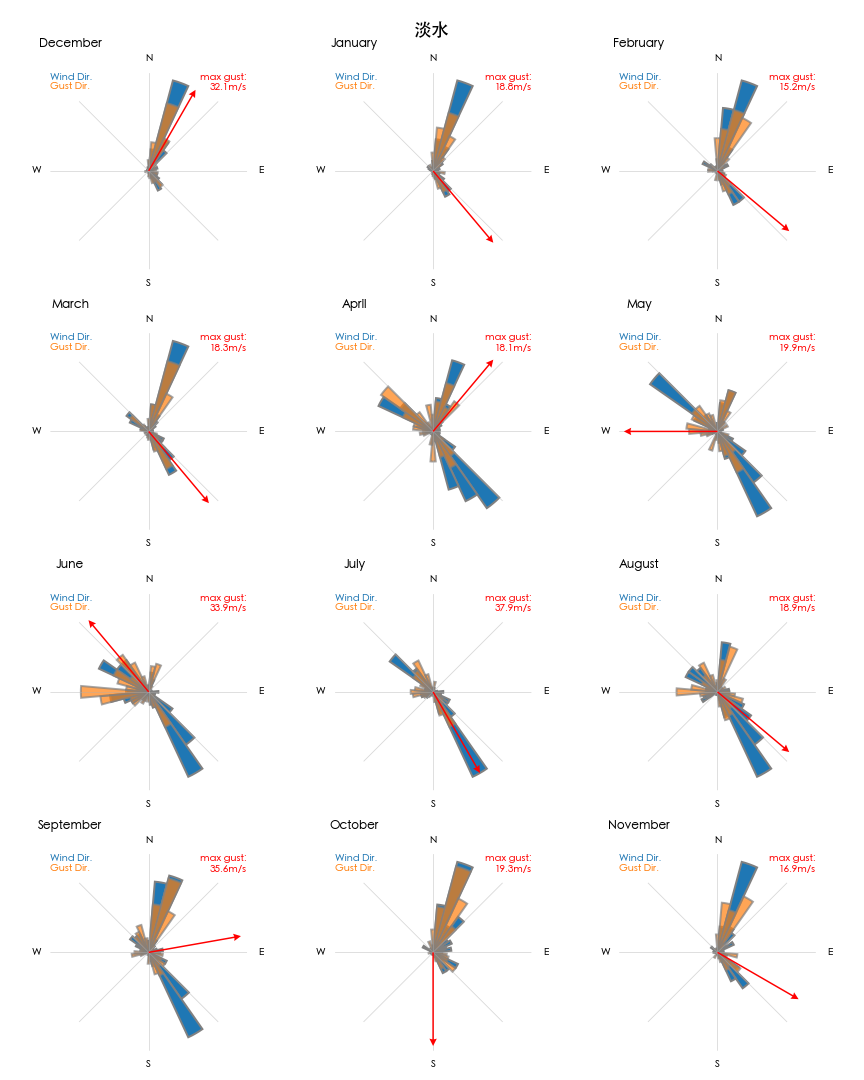 淡水
December
N
Wind Dir.
Gust Dir.
max gust:
32.1m/s
W
E
S
January
N
Wind Dir.
Gust Dir.
max gust:
18.8m/s
W
E
S
February
N
Wind Dir.
Gust Dir.
max gust:
15.2m/s
W
E
S
March
N
Wind Dir.
Gust Dir.
max gust:
18.3m/s
W
E
S
April
N
Wind Dir.
Gust Dir.
max gust:
18.1m/s
W
E
S
May
N
Wind Dir.
Gust Dir.
max gust:
19.9m/s
W
E
S
June
N
Wind Dir.
Gust Dir.
max gust:
33.9m/s
W
E
S
July
N
Wind Dir.
Gust Dir.
max gust:
37.9m/s
W
E
S
August
N
Wind Dir.
Gust Dir.
max gust:
18.9m/s
W
E
S
September
N
Wind Dir.
Gust Dir.
max gust:
35.6m/s
W
E
S
October
N
Wind Dir.
Gust Dir.
max gust:
19.3m/s
W
E
S
November
N
Wind Dir.
Gust Dir.
max gust:
16.9m/s
W
E
S